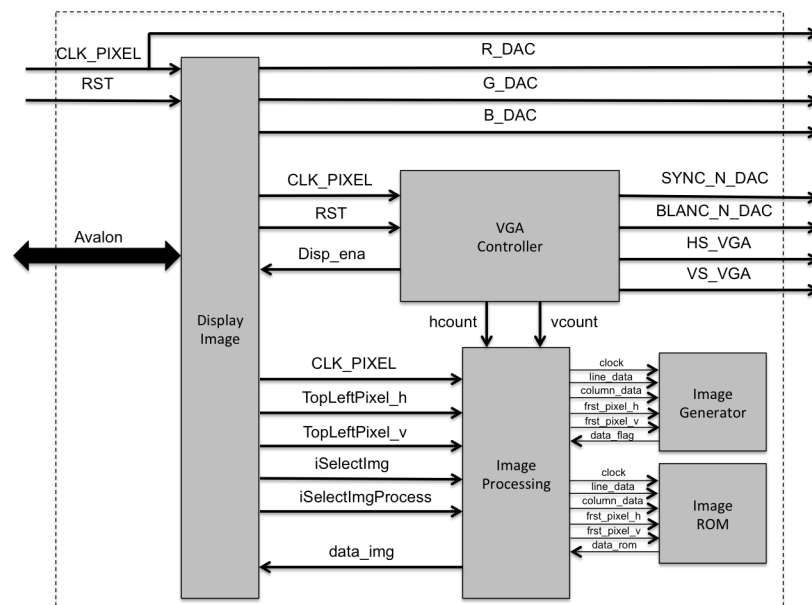 CLK_PIXEL
RST
R_DAC
G_DAC
B_DAC
CLK_PIXEL
RST
Disp_ena
Avalon
VGA
Controller
SYNC_N_DAC
BLANC_N_DAC
HS_VGA
VS_VGA
hcount
vcount
Display
Image
CLK_PIXEL
TopLeftPixel_h
TopLeftPixel_v
iSelectImg
iSelectImgProcess
data_img
Image
Processing
clock
line_data
column_data
frst_pixel_h
frst_pixel_v
data_flag
Image
Generator
clock
line_data
column_data
frst_pixel_h
frst_pixel_v
data_rom
Image
ROM